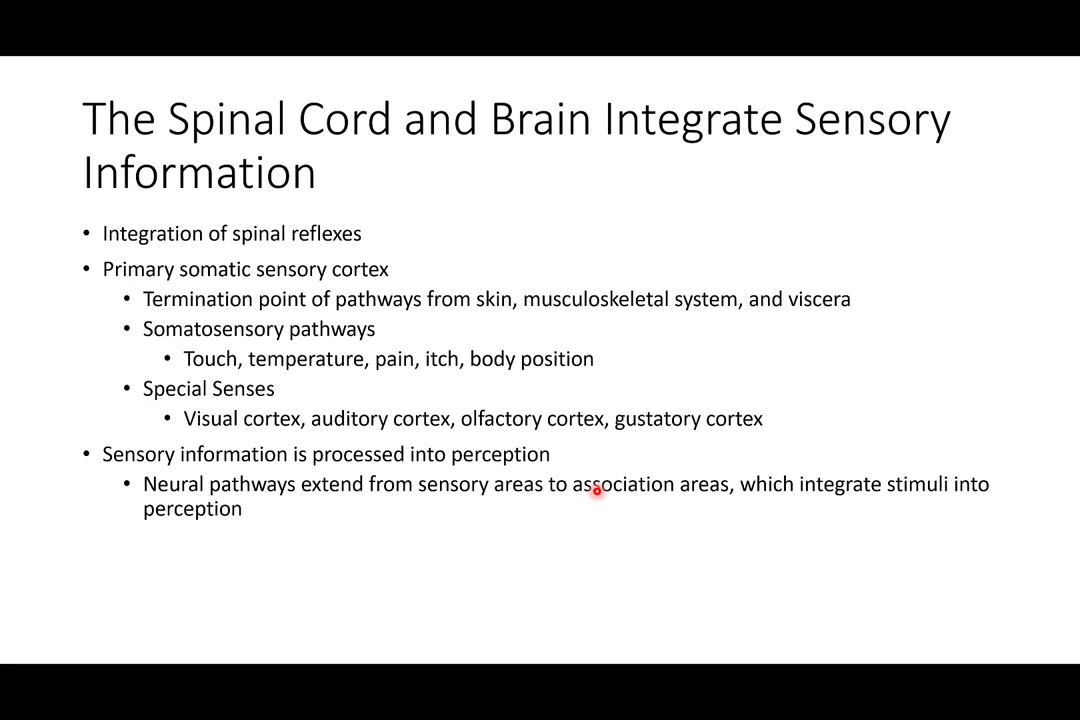 The Spinal Cord and Brain Integrate Sensory
Information
• Integration of spinal reflexes
• Primary somatic sensory cortex
• Termination point of pathways from skin, musculoskeletal system, and viscera
• Somatosensory pathways
• Touch, temperature, pain, itch, body position
• Special Senses
• Visual cortex, auditory cortex, olfactory cortex, gustatory cortex
• Sensory information is processed into perception
• Neural pathways extend from sensory areas to association areas, which integrate stimuli into
perception